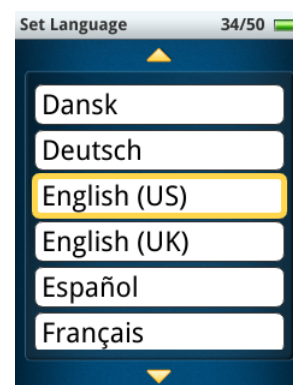 Set Language 34/50
Dansk
Deutsch
English (US)
English (UK)
Español
Français